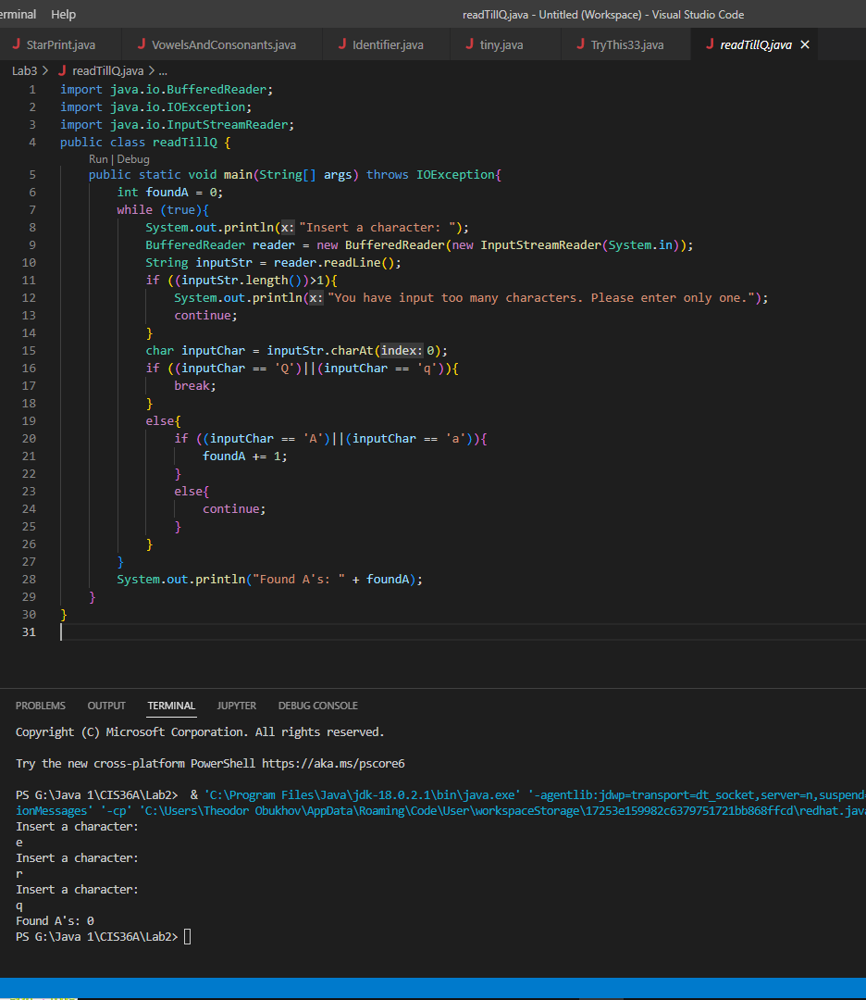 erminal Help readTillQ.java - Untitled (Workspace) - Visual Studio Code
J StarPrint.java J VowelsAndConsonants.java J Identifier.java J tiny.java J TryThis33.java J readTillQ.java ×
Lab3 > J readTillQ.java > ...
1 import java.io.BufferedReader;
2 import java.io.IOException;
3 import java.io.InputStreamReader;
4 public class readTillQ {
Run | Debug
5 public static void main(String[] args) throws IOException{
6 int foundA = 0;
7 while (true){
8 System.out.println(x: "Insert a character: ");
9 BufferedReader reader = new BufferedReader(new InputStreamReader(System.in));
10 String inputStr = reader.readLine();
11 if ((inputStr.length())>1){
12 System.out.println(x: "You have input too many characters. Please enter only one.");
13 continue;
14 }
15 char inputChar = inputStr.charAt(index: 0);
16 if ((inputChar == 'Q')||(inputChar == 'q')){
17 break;
18 }
19 else{
20 if ((inputChar == 'A')||(inputChar == 'a')){
21 foundA += 1;
22 }
23 else{
24 continue;
25 }
26 }
27 }
28 System.out.println("Found A's: " + foundA);
29 }
30 }
31
PROBLEMS OUTPUT TERMINAL JUPYTER DEBUG CONSOLE
Copyright (C) Microsoft Corporation. All rights reserved.
Try the new cross-platform PowerShell https://aka.ms/pscore6
PS G:\Java 1\CIS36A\Lab2> & 'C:\Program Files\Java\jdk-18.0.2.1\bin\java.exe' '-agentlib:jdwp=transport=dt_socket,server=n,suspend=
ionMessages' '-cp' 'C:\Users\Theodor Obukhov\AppData\Roaming\Code\User\workspaceStorage\17253e159982c6379751721bb868ffcd\redhat.java
Insert a character:
e
Insert a character:
r
Insert a character:
q
Found A's: 0
PS G:\Java 1\CIS36A\Lab2>